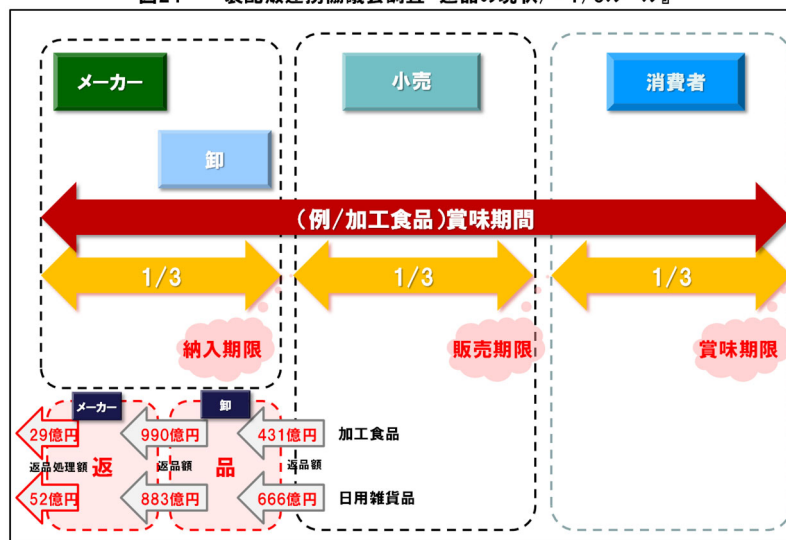 メーカー
小売
消費者
卸
(例/加工食品)賞味期間
1/3
1/3
1/3
納入期限
販売期限
賞味期限
メーカー
卸
29億円
990億円
431億円
加工食品
返品処理額
返
返品額
品
返品額
52億円
883億円
666億円
日用雑貨品